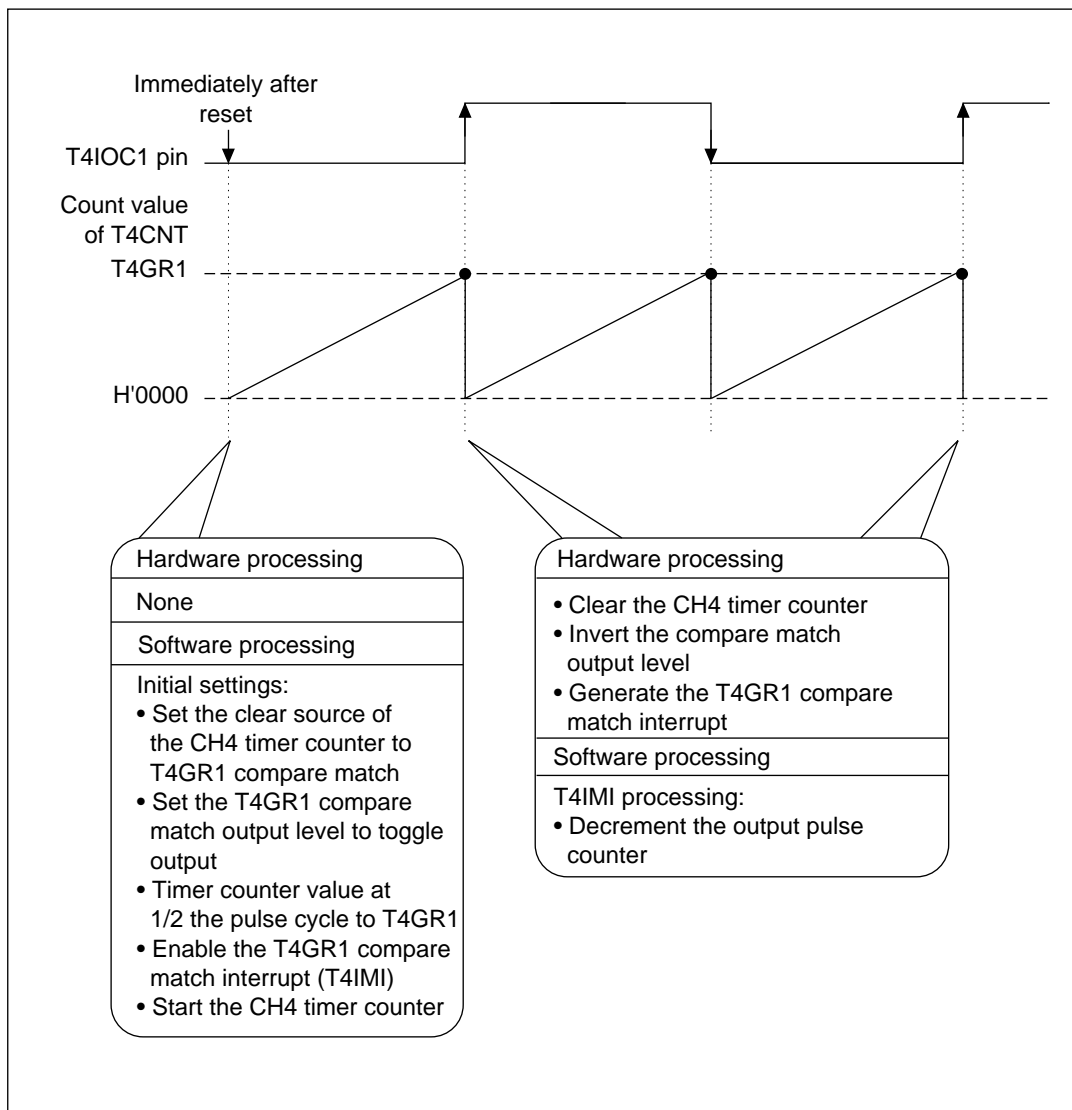 Immediately after
reset
T4IOC1 pin
Count value
of T4CNT
T4GR1
H'0000
Hardware processing
None
Software processing
Initial settings:
• Set the clear source of
the CH4 timer counter to
T4GR1 compare match
• Set the T4GR1 compare
match output level to toggle
output
• Timer counter value at
1/2 the pulse cycle to T4GR1
• Enable the T4GR1 compare
match interrupt (T4IMI)
• Start the CH4 timer counter
Hardware processing
• Clear the CH4 timer counter
• Invert the compare match
output level
• Generate the T4GR1 compare
match interrupt
Software processing
T4IMI processing:
• Decrement the output pulse
counter